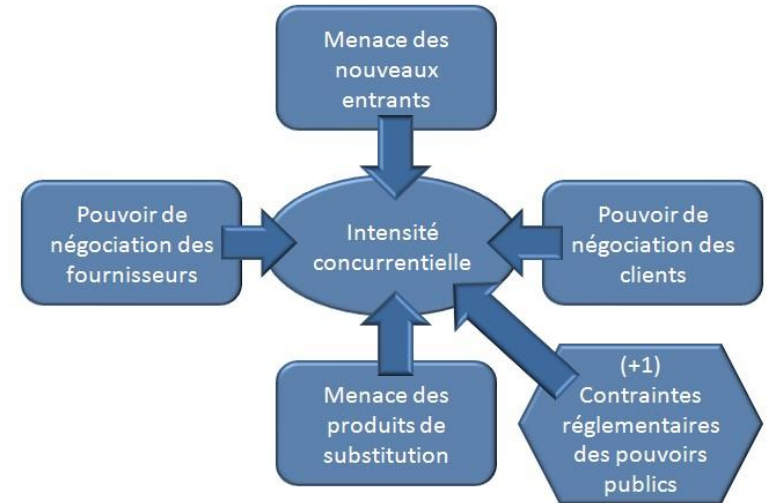 Menace des
nouveaux
entrants
Pouvoir de
négociation des
fournisseurs
Intensité
concurrentielle
Pouvoir de
négociation des
clients
Menace des
produits de
substitution
(+1)
Contraintes
réglementaires
des pouvoirs
publics